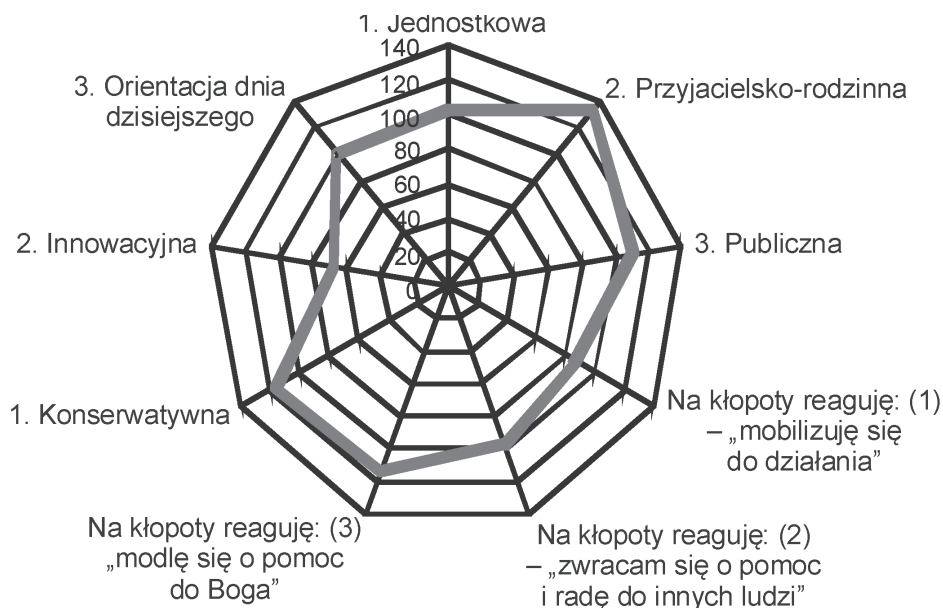 1. Jednostkowa
140
120
100
80
60
40
20
0
2. Przyjacielsko-rodzinna
3. Publiczna
Na kłopoty reaguję: (1)
– „mobilizuję się
do działania”
Na kłopoty reaguję: (2)
– „zwracam się o pomoc
i radę do innych ludzi”
Na kłopoty reaguję: (3)
„modlę się o pomoc
do Boga”
1. Konserwatywna
2. Innowacyjna
3. Orientacja dnia
dzisiejszego